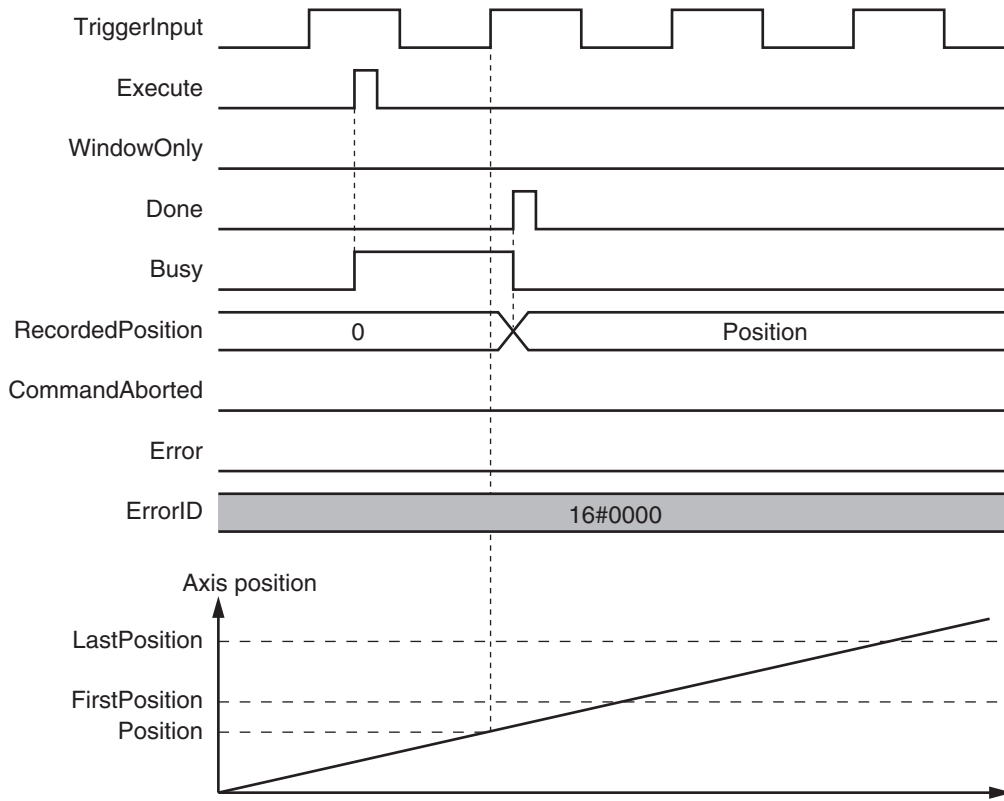 TriggerInput
Execute
WindowOnly
Done
Busy
RecordedPosition
0
Position
CommandAborted
Error
ErrorID
16#0000
Axis position
LastPosition
FirstPosition
Position